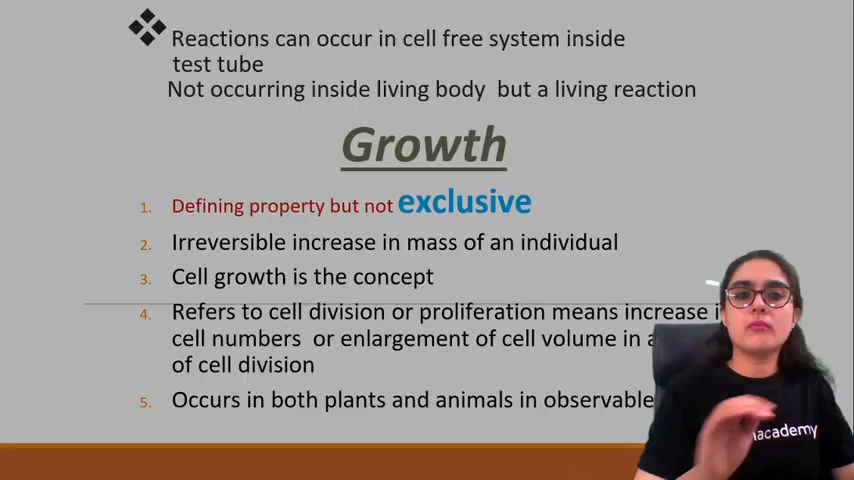 Reactions can occur in cell free system inside
test tube
Not occurring inside living body but a living reaction
Growth
1. Defining property but not exclusive
2. Irreversible increase in mass of an individual
3. Cell growth is the concept
4. Refers to cell division or proliferation means increase
cell numbers or enlargement of cell volume in
of cell division
5. Occurs in both plants and animals in observable